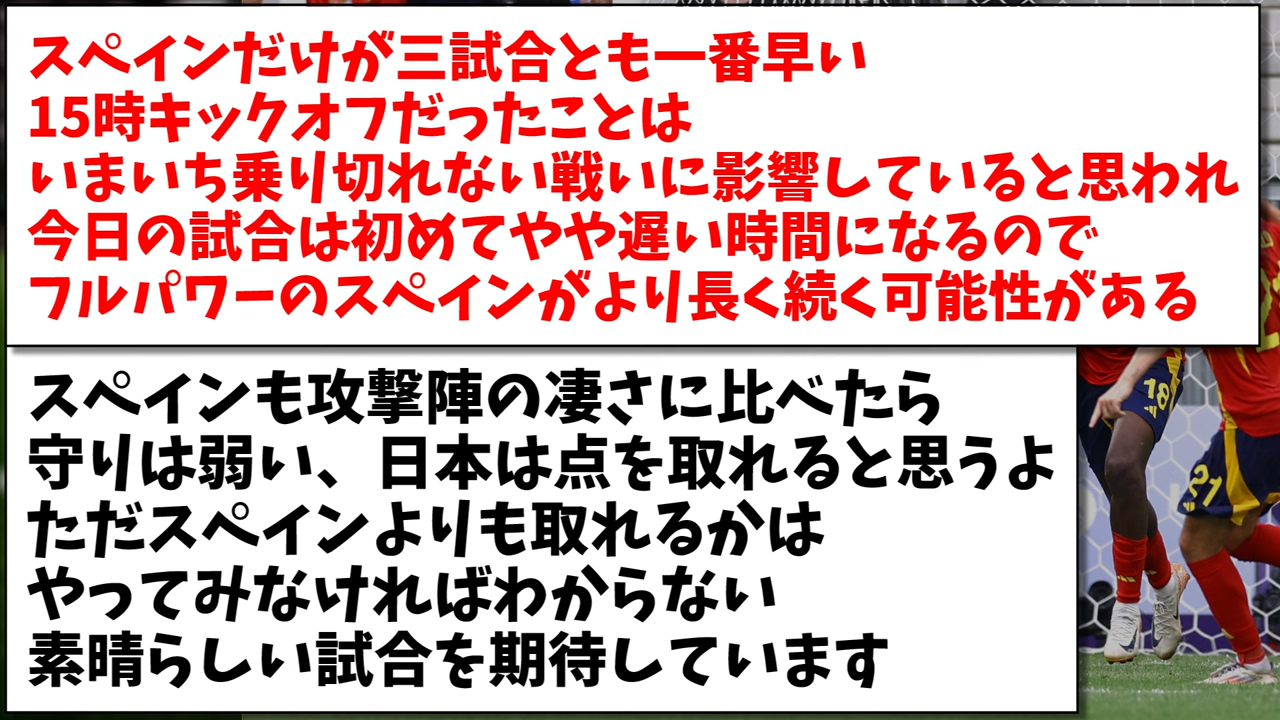 スペインだけが三試合とも一番早い
15時キックオフだったことは
いまいち乗り切れない戦いに影響していると思われ
今日の試合は初めてやや遅い時間になるので
フルパワーのスペインがより長く続く可能性がある
スペインも攻撃陣の凄さに比べたら
守りは弱い、日本は点を取れると思うよ
ただスペインよりも取れるかは
やってみなければわからない
素晴らしい試合を期待しています
18
21